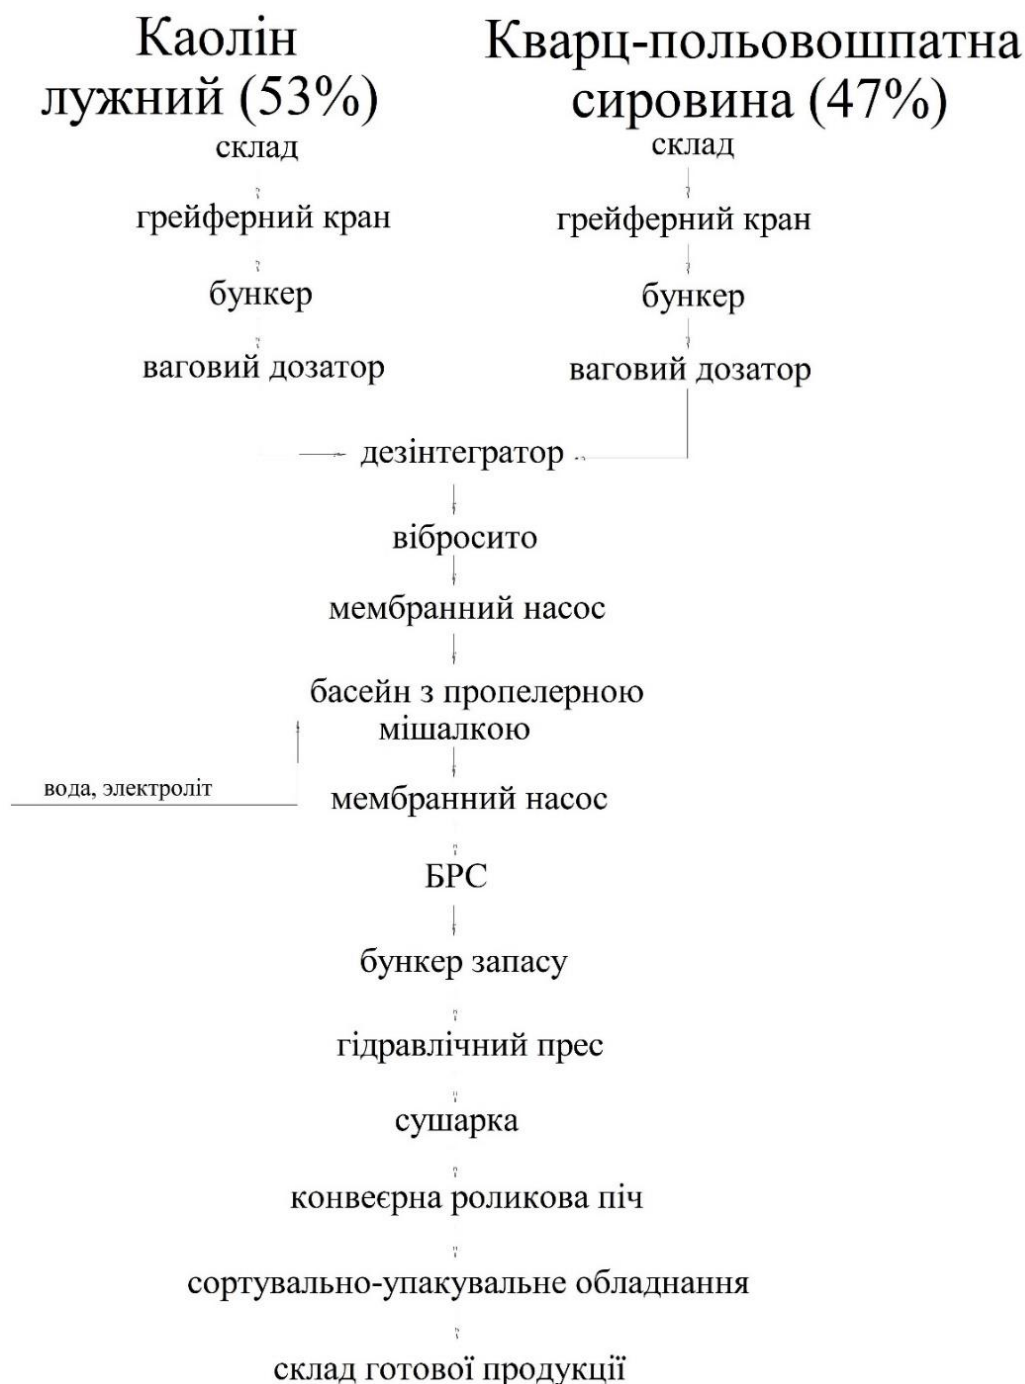 Каолін
лужний (53%)
склад
грейферний кран
бункер
ваговий дозатор
Кварц-польовошпатна
сировина (47%)
склад
грейферний кран
бункер
ваговий дозатор
дезінтегратор
вібросито
мембранний насос
басейн з пропелерною
мішалкою
вода, электроліт
мембранний насос
БРС
бункер запасу
гідравлічний прес
сушарка
конвеєрна роликова піч
сортувально-упакувальне обладнання
склад готової продукції